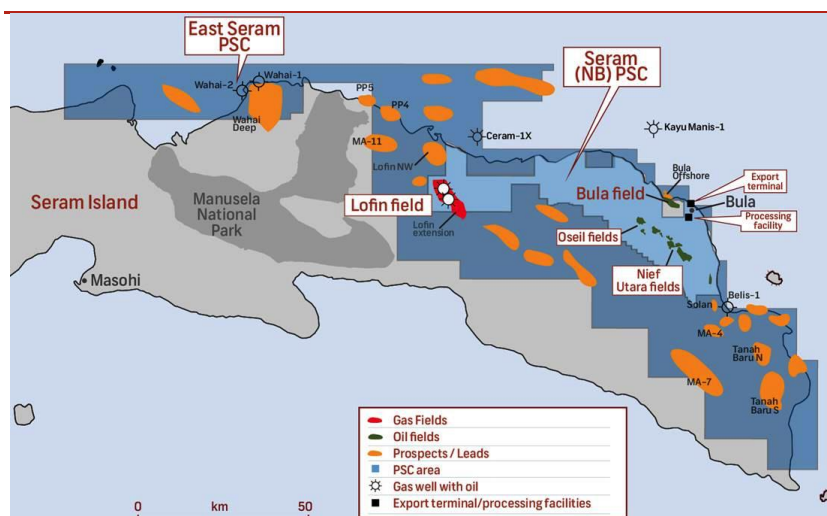 East Seram
PSC
Seram
(NB) PSC
Wahai-2
Wahai-1
Wahai
Deep
PP5
PP4
MA-11
Lofin NW
Ceram-1X
Kayu Manis-1
Bula
Offshore
Export
terminal
Bula field
Bula
Processing
facility
Seram Island
Manusela
National
Park
Lofin field
Lofin
extension
Oseil fields
Nief
Utara fields
Masohi
Solan
Belis-1
MA-4
Tanah
Baru N
MA-7
Tanah
Baru S
Gas Fields
Oil fields
Prospects / Leads
PSC area
Gas well with oil
Export terminal/processing facilities
0 km 50